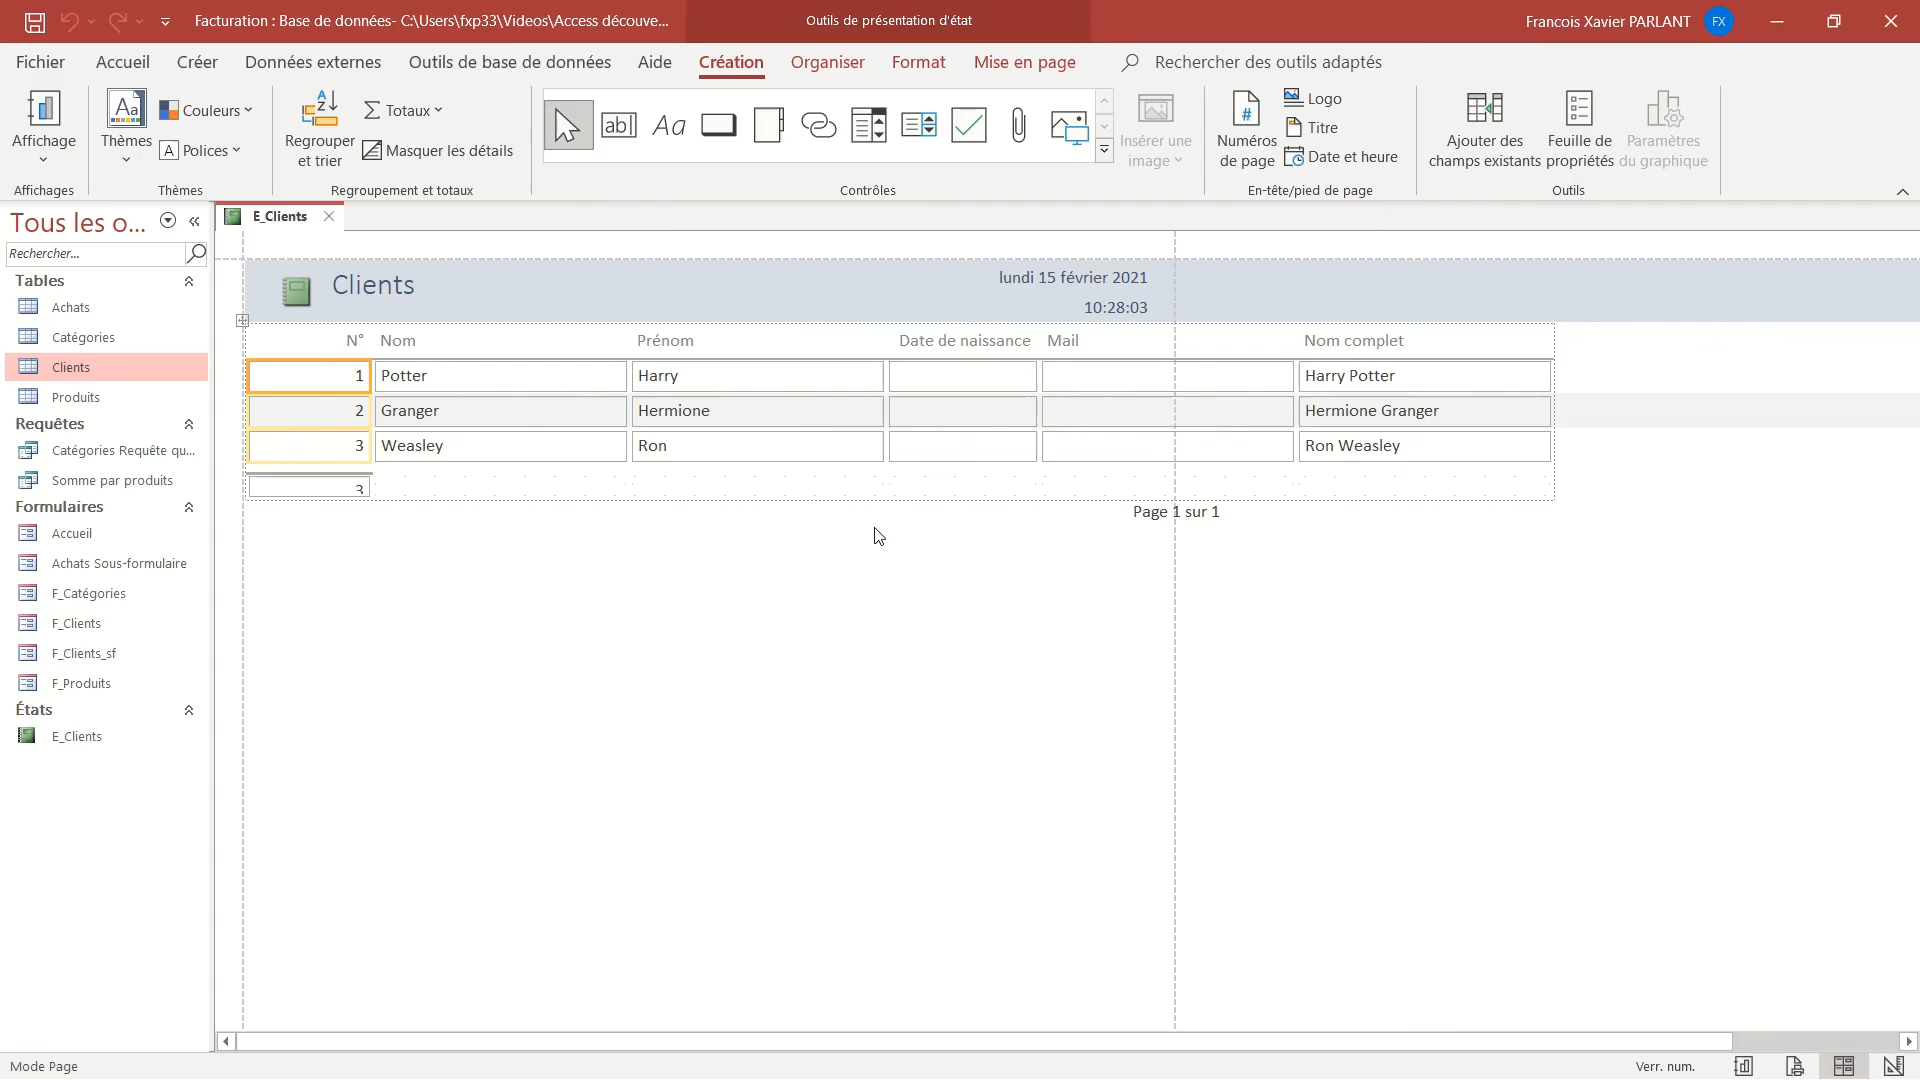 Facturation : Base de données- C:\Users\fxp33\Videos\Access découve...
Outils de présentation d'état
Francois Xavier PARLANT
FX
Fichier
Accueil
Créer
Données externes
Outils de base de données
Aide
Création
Organiser
Format
Mise en page
Rechercher des outils adaptés
Affichage
Affichages
Aa
Thèmes
Couleurs
A Polices
Thèmes
Regrouper
et trier
Totaux
Masquer les détails
Regroupement et totaux
ab
Aa
Contrôles
Insérer une
image
Numéros
de page
Logo
Titre
Date et heure
En-tête/pied de page
Ajouter des
champs existants
Feuille de
propriétés
Paramètres
du graphique
Outils
Tous les o...
Rechercher...
Tables
Achats
Catégories
Clients
Produits
Requêtes
Catégories Requête qu...
Somme par produits
Formulaires
Accueil
Achats Sous-formulaire
F_Catégories
F_Clients
F_Clients_sf
F_Produits
États
E_Clients
E_Clients
Clients
lundi 15 février 2021
10:28:03
N° Nom Prénom Date de naissance Mail Nom complet
1 Potter Harry Harry Potter
2 Granger Hermione Hermione Granger
3 Weasley Ron Ron Weasley
3
Page 1 sur 1
Mode Page
Verr. num.